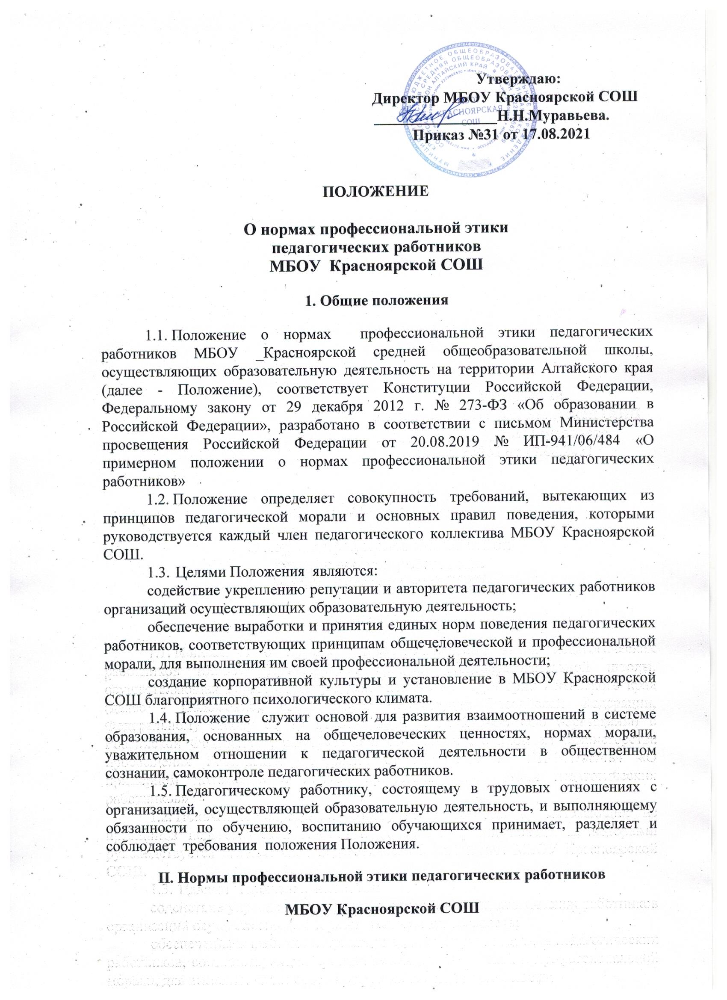 Утверждаю:
Директор МБОУ Красноярской СОШ
________________Н.Н.Муравьева.
Приказ №31 от 17.08.2021
КРАСНОЯРСКАЯ
СОШ
ПОЛОЖЕНИЕ
О нормах профессиональной этики
педагогических работников
МБОУ Красноярской СОШ
1. Общие положения
1.1. Положение о нормах профессиональной этики педагогических
работников МБОУ _Красноярской средней общеобразовательной школы,
осуществляющих образовательную деятельность на территории Алтайского края
(далее - Положение), соответствует Конституции Российской Федерации,
Федеральному закону от 29 декабря 2012 г. № 273-ФЗ «Об образовании в
Российской Федерации», разработано в соответствии с письмом Министерства
просвещения Российской Федерации от 20.08.2019 № ИП-941/06/484 «О
примерном положении о нормах профессиональной этики педагогических
работников»
1.2. Положение определяет совокупность требований, вытекающих из
принципов педагогической морали и основных правил поведения, которыми
руководствуется каждый член педагогического коллектива МБОУ Красноярской
СОШ.
1.3. Целями Положения являются:
содействие укреплению репутации и авторитета педагогических работников
организаций осуществляющих образовательную деятельность;
обеспечение выработки и принятия единых норм поведения педагогических
работников, соответствующих принципам общечеловеческой и профессиональной
морали, для выполнения им своей профессиональной деятельности;
создание корпоративной культуры и установление в МБОУ Красноярской
СОШ благоприятного психологического климата.
1.4. Положение служит основой для развития взаимоотношений в системе
образования, основанных на общечеловеческих ценностях, нормах морали,
уважительном отношении к педагогической деятельности в общественном
сознании, самоконтроле педагогических работников.
1.5. Педагогическому работнику, состоящему в трудовых отношениях с
организацией, осуществляющей образовательную деятельность, и выполняющему
обязанности по обучению, воспитанию обучающихся принимает, разделяет и
соблюдает требования положения Положения.
II. Нормы профессиональной этики педагогических работников
МБОУ Красноярской СОШ